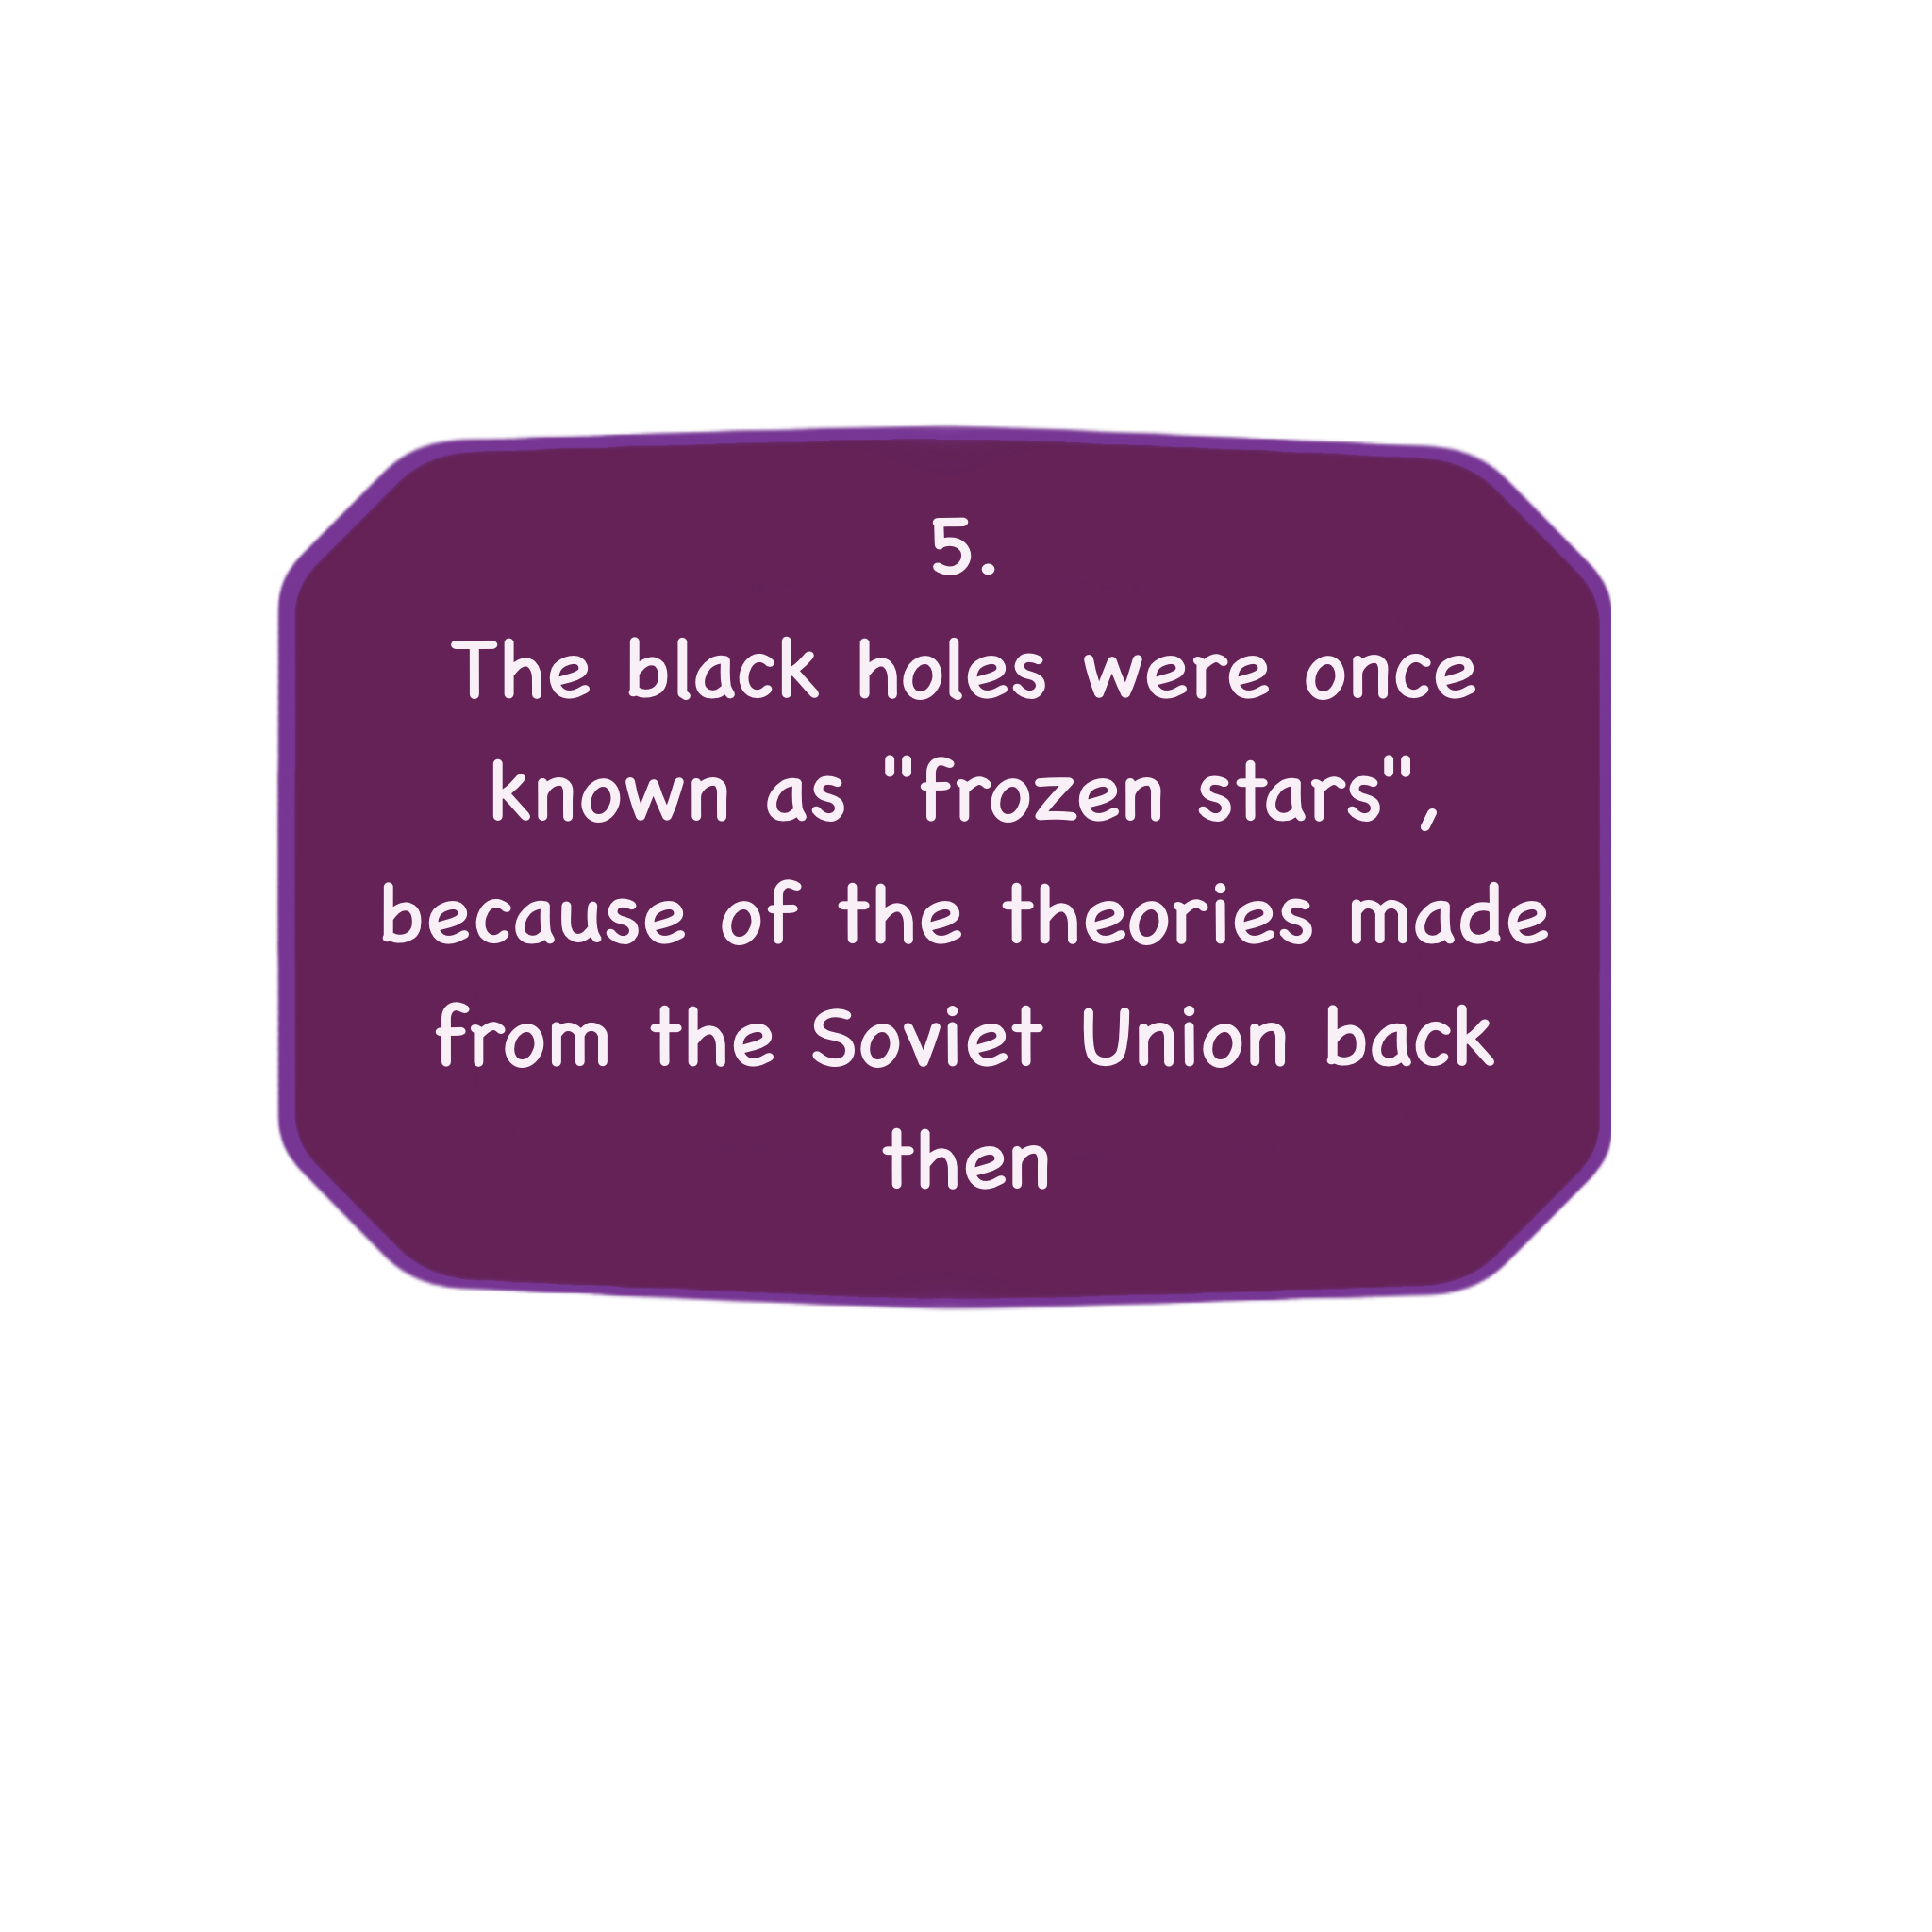 5.
The black holes were once
known as "frozen stars",
because of the theories made
from the Soviet Union back
then